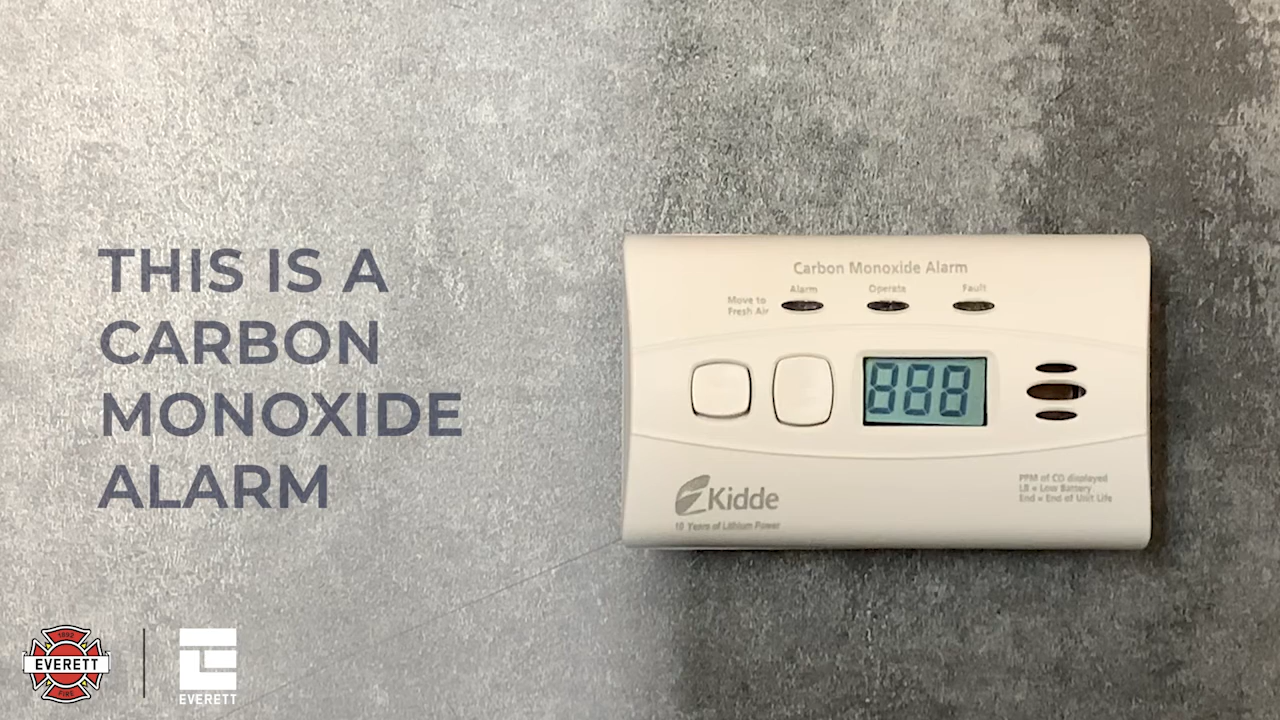 THIS IS A
CARBON
MONOXIDE
ALARM
Carbon Monoxide Alarm
Alarm Operate Fault
Move to
Fresh Air
888
Kidde
10 Years of Lithium Power
PPM of CO displayed
LB = Low Battery
End = End of Unit Life
1892
EVERETT
FIRE
EVERETT